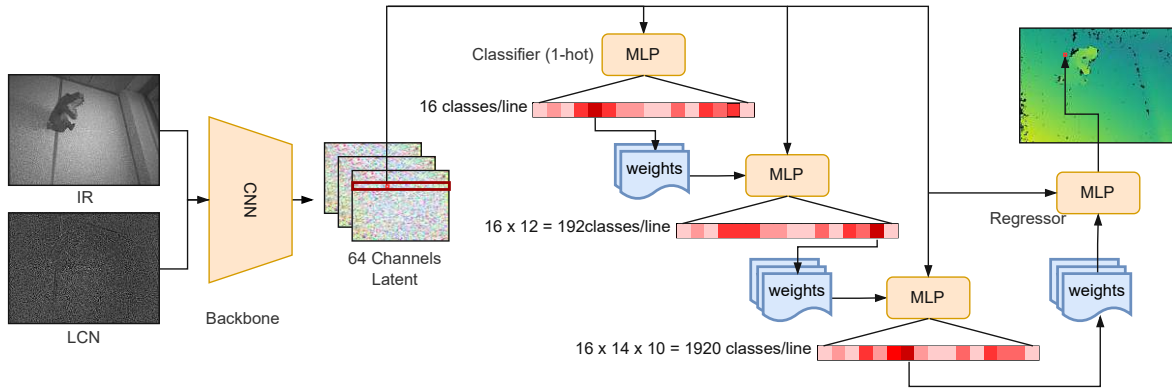 Classifier (1-hot)
MLP
16 classes/line
weights
MLP
IR
CNN
MLP
Regressor
16 x 12 = 192classes/line
64 Channels
Latent
weights
MLP
weights
Backbone
LCN
16 x 14 x 10 = 1920 classes/line